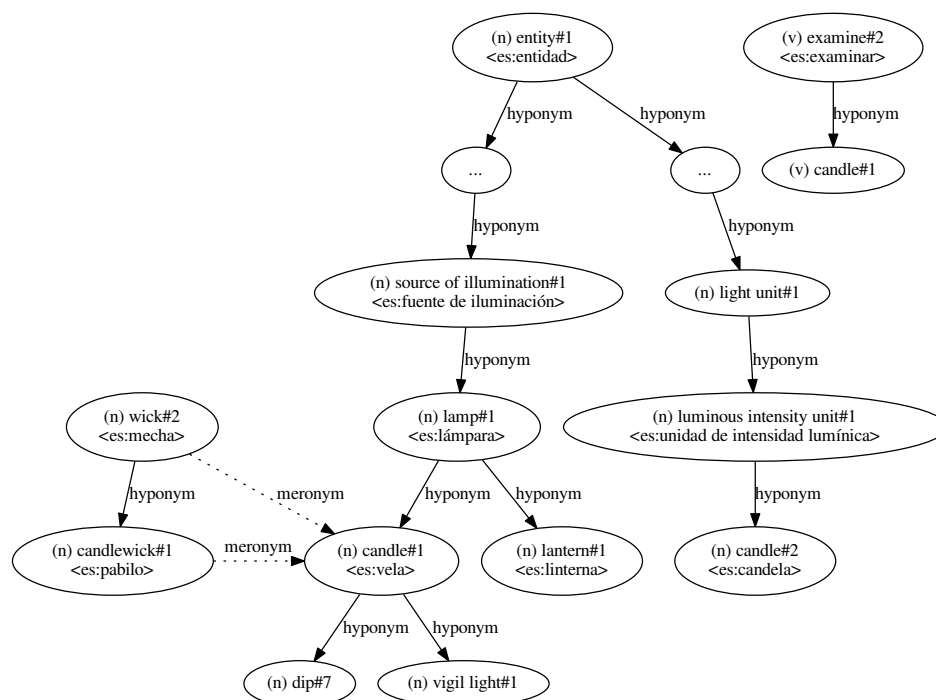 (n) entity#1
<es:entidad>
(v) examine#2
<es:examinar>
hyponym
hyponym
hyponym
...
...
(v) candle#1
hyponym
hyponym
(n) source of illumination#1
<es:fuente de iluminación>
(n) light unit#1
hyponym
hyponym
(n) wick#2
<es:mecha>
(n) lamp#1
<es:lámpara>
(n) luminous intensity unit#1
<es:unidad de intensidad lumínica>
hyponym
meronym
hyponym
hyponym
hyponym
(n) candlewick#1
<es:pabilo>
meronym
(n) candle#1
<es:vela>
(n) lantern#1
<es:linterna>
(n) candle#2
<es:candela>
hyponym
hyponym
(n) dip#7
(n) vigil light#1